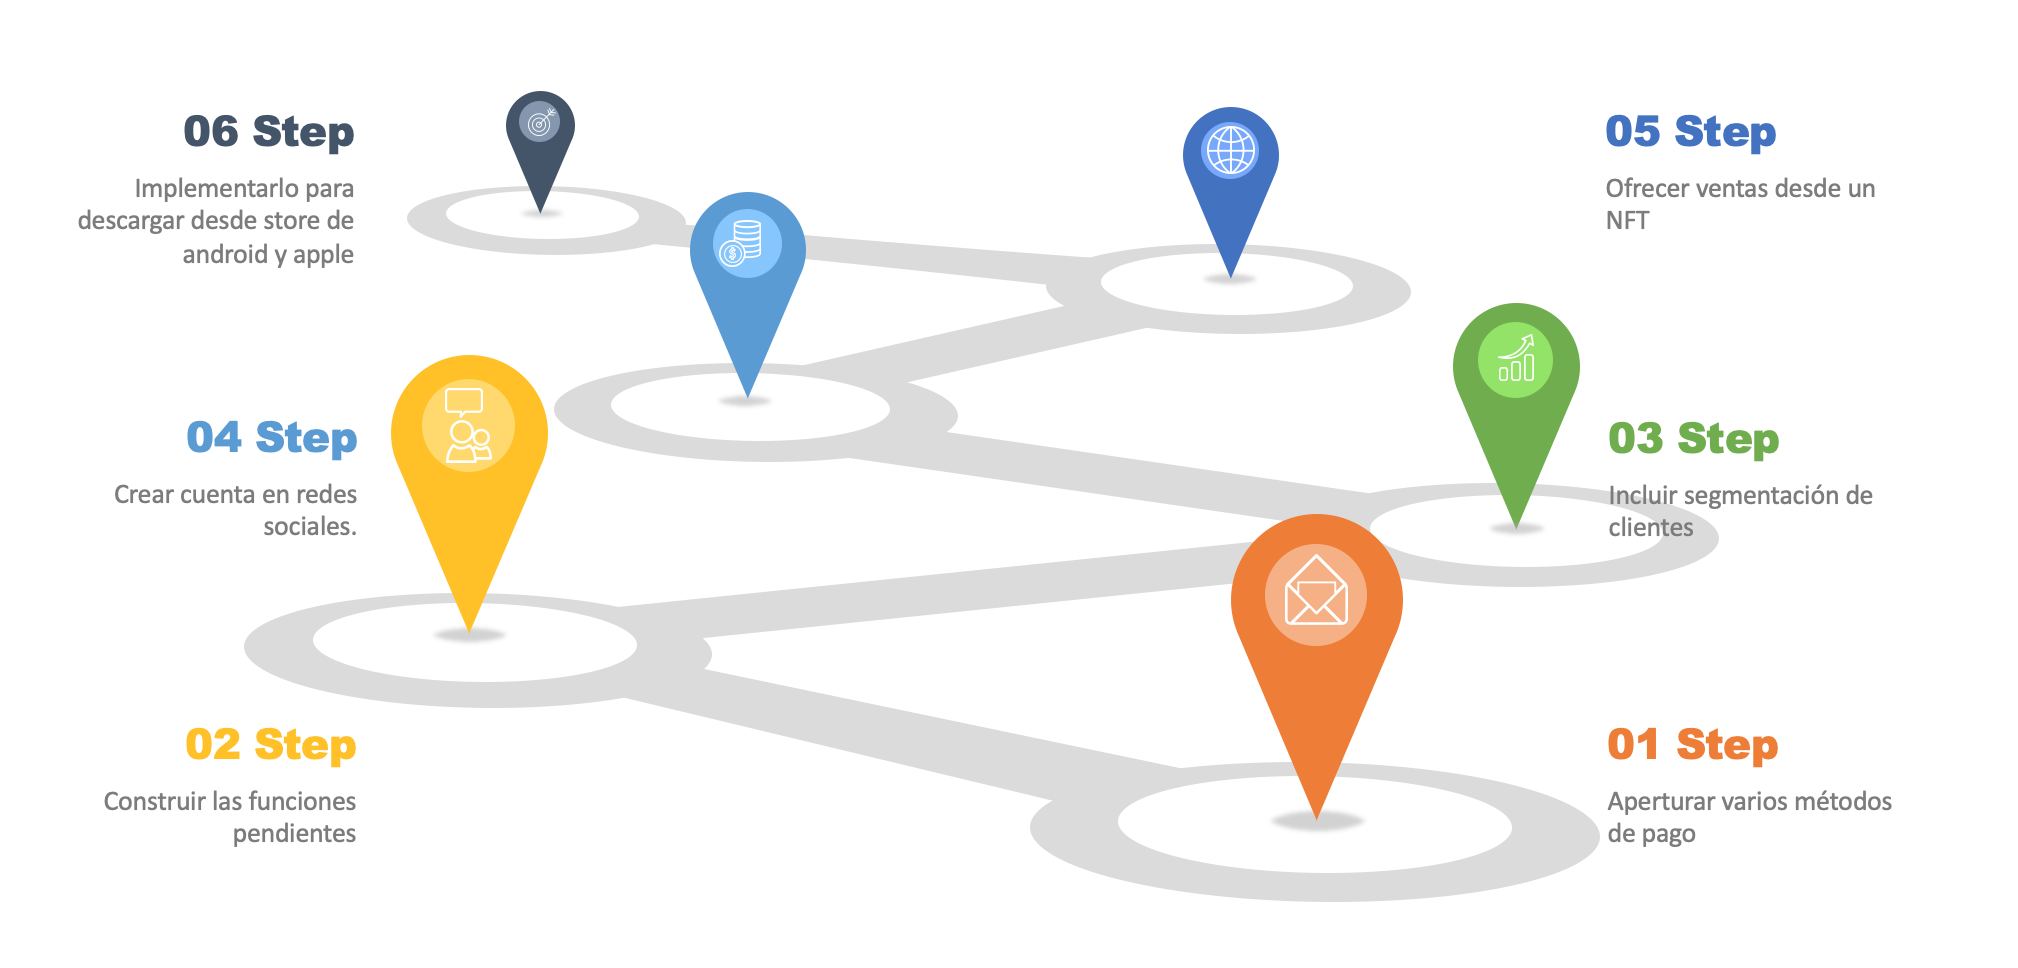 06 Step
Implementarlo para
descargar desde store de
android y apple
05 Step
Ofrecer ventas desde un
NFT
04 Step
Crear cuenta en redes
sociales.
03 Step
Incluir segmentación de
clientes
02 Step
Construir las funciones
pendientes
01 Step
Aperturar varios métodos
de pago